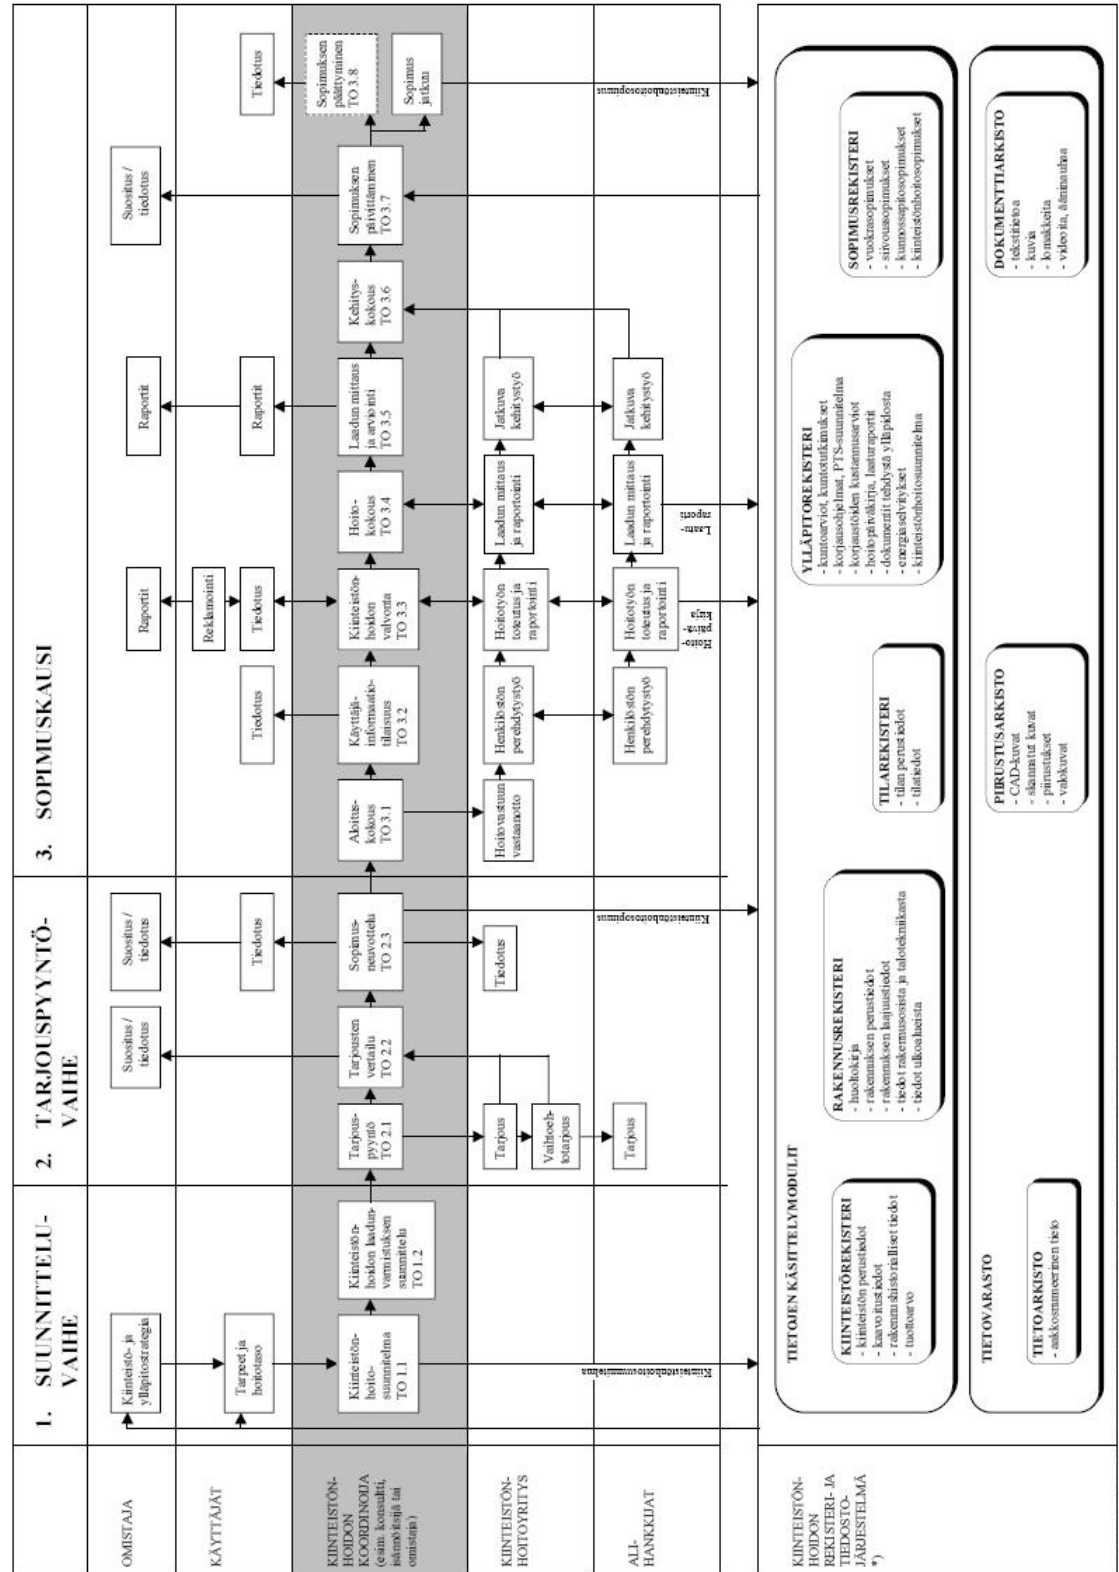 1. SUUNNITTELU-
VAIHE
2. TARJOUSPYYNTÖ-
VAIHE
3. SOPIMUSKAUSI
OMISTAJA
Kiinteistö- ja
ylläpitostrategia
Suositus /
tiedotus
Suositus /
tiedotus
Raportit
Raportit
Suositus /
tiedotus
KÄYTTÄJÄT
Tarpeet ja
hoitotaso
Tiedotus
Tiedotus
Reklamointi
Tiedotus
Raportit
Tiedotus
KIINTEISTÖN-
HOIDON
KOORDINOIJA
(esim. konsultti,
isännöitsijä tai
omistaja)
Kiinteistön-
hoito-
suunnitelma
TO 1.1
Kiinteistön-
hoidon laadun-
varmistuksen
suunnittelu
TO 1.2
Tarjous-
pyyntö
TO 2.1
Tarjousten
vertailu
TO 2.2
Sopimus-
neuvottelu
TO 2.3
Aloitus-
kokous
TO 3.1
Käyttäjä-
informaatio-
tilaisuus
TO 3.2
Kiinteistön-
hoidon
valvonta
TO 3.3
Hoito-
kokous
TO 3.4
Laadun mittaus
ja arviointi
TO 3.5
Kehitys-
kokous
TO 3.6
Sopimuksen
päivittäminen
TO 3.7
Sopimuksen
päättyminen
TO 3.8
Sopimus
jatkuu
KIINTEISTÖN-
HOITOYRITYS
Tarjous
Vaihtoeh-
totarjous
Tiedotus
Hoitovastuun
vastaanotto
Henkilöstön
perehdytystyö
Hoitotyön
toteutus ja
raportointi
Laadun mittaus
ja raportointi
Jatkuva
kehitystyö
ALI-
HANKKIJAT
Tarjous
Henkilöstön
perehdytystyö
Hoitotyön
toteutus ja
raportointi
Laadun mittaus
ja raportointi
Jatkuva
kehitystyö
Kiinteistönhoitosuunnitelma
Kiinteistönhoitosopimus
Hoito-
päivä-
kirja
Laatu-
raportti
Kiinteistönhoitosopimus
KIINTEISTÖN-
HOIDON
REKISTERI- JA
TIEDOSTO-
JÄRJESTELMÄ
*)
TIETOJEN KÄSITTELYMODULIT
KIINTEISTÖREKISTERI
- kiinteistön perustiedot
- kaavoitustiedot
- rakennushistorialliset tiedot
- tuottoarvo
RAKENNUSREKISTERI
- huoltokirja
- rakennuksen perustiedot
- rakennuksen laajuustiedot
- tiedot rakennusosista ja talotekniikasta
- tiedot ulkoalueista
TILAREKISTERI
- tilan perustiedot
- tilatiedot
YLLÄPITOREKISTERI
- kuntoarviot, kuntotutkimukset
- korjausohjelmat, PTS-suunnitelma
- korjaustöiden kustannusarviot
- hoitopäiväkirja, laaturaportit
- dokumentit tehdystä ylläpidosta
- energiaselvitykset
- kiinteistönhoitosuunnitelma
SOPIMUSREKISTERI
- vuokrasopimukset
- siivoussopimukset
- kunnossapitosopimukset
- kiinteistönhoitosopimukset
TIETOVARASTO
TIETOARKISTO
- aakkosnumeerinen tieto
PIIRUSTUSARKISTO
- CAD-kuvat
- skannatut kuvat
- piirustukset
- valokuvat
DOKUMENTTIARKISTO
- tekstitietoa
- kuvia
- lomakkeita
- videoita, ääninauhaa